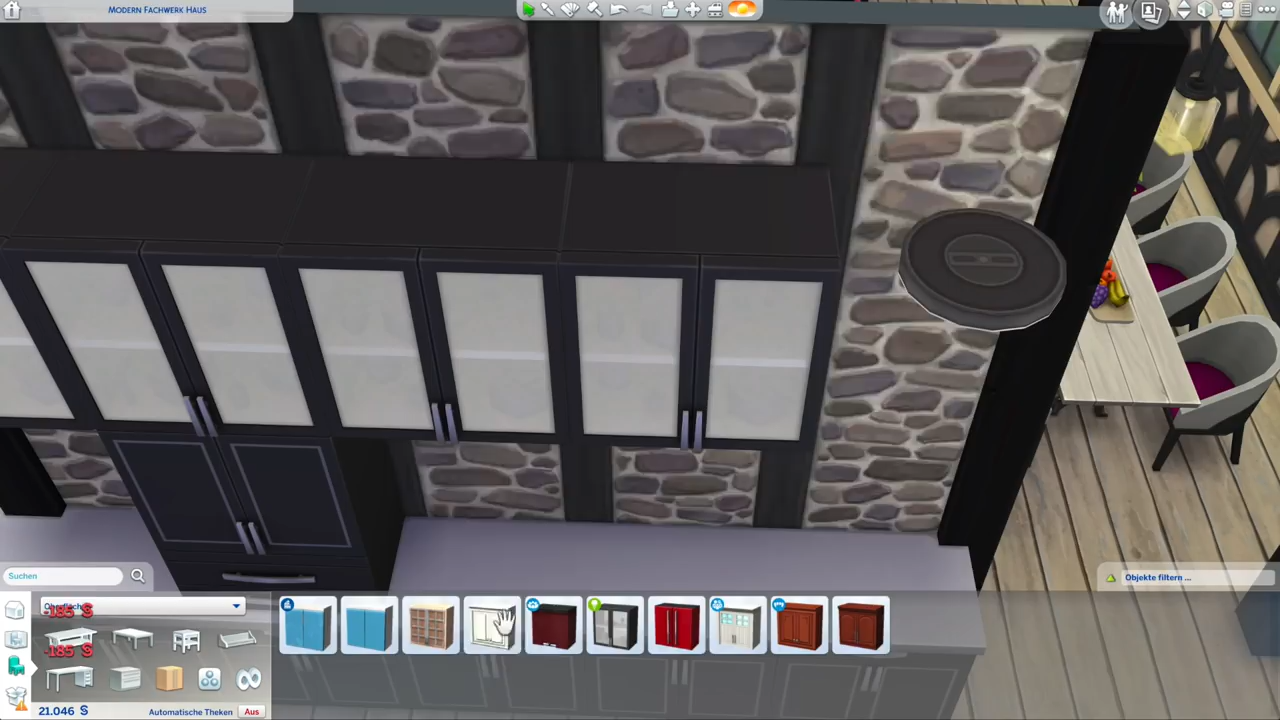 MODERN FACHWERK HAUS
Suchen
-185 $
-185 $
Objekte filtern ...
21.046 $
Automatische Theken
Aus